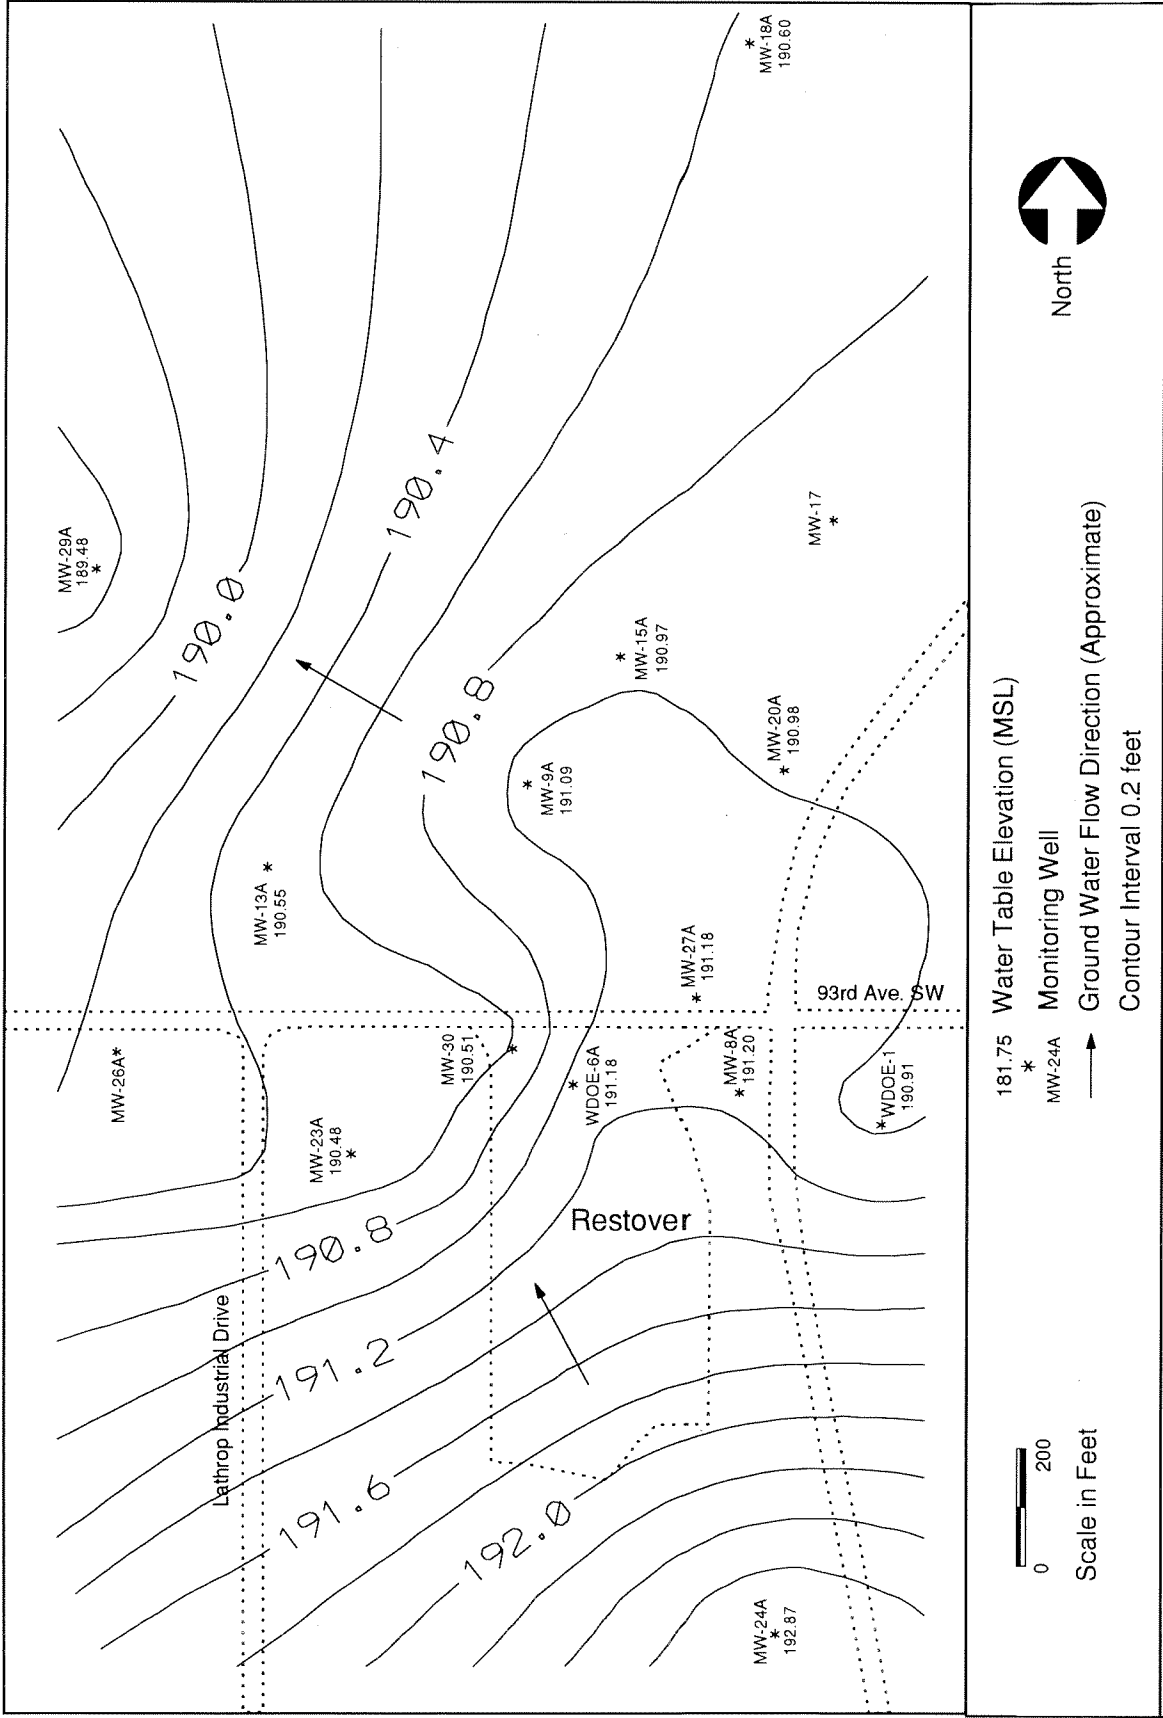 MW-18A
190.60
MW-29A
189.48
190.0
190.4
MW-17
MW-15A
190.97
190.8
MW-20A
190.98
MW-9A
191.09
MW-13A
190.55
MW-27A
191.18
93rd Ave. SW
MW-26A
MW-30
190.51
WDOE-6A
191.18
MW-8A
191.20
WDOE-1
190.91
MW-23A
190.48
190.8
Restover
Lathrop Industrial Drive
191.2
191.6
192.0
MW-24A
192.87
North
181.75 Water Table Elevation (MSL)
MW-24A Monitoring Well
Ground Water Flow Direction (Approximate)
Contour Interval 0.2 feet
0 200
Scale in Feet